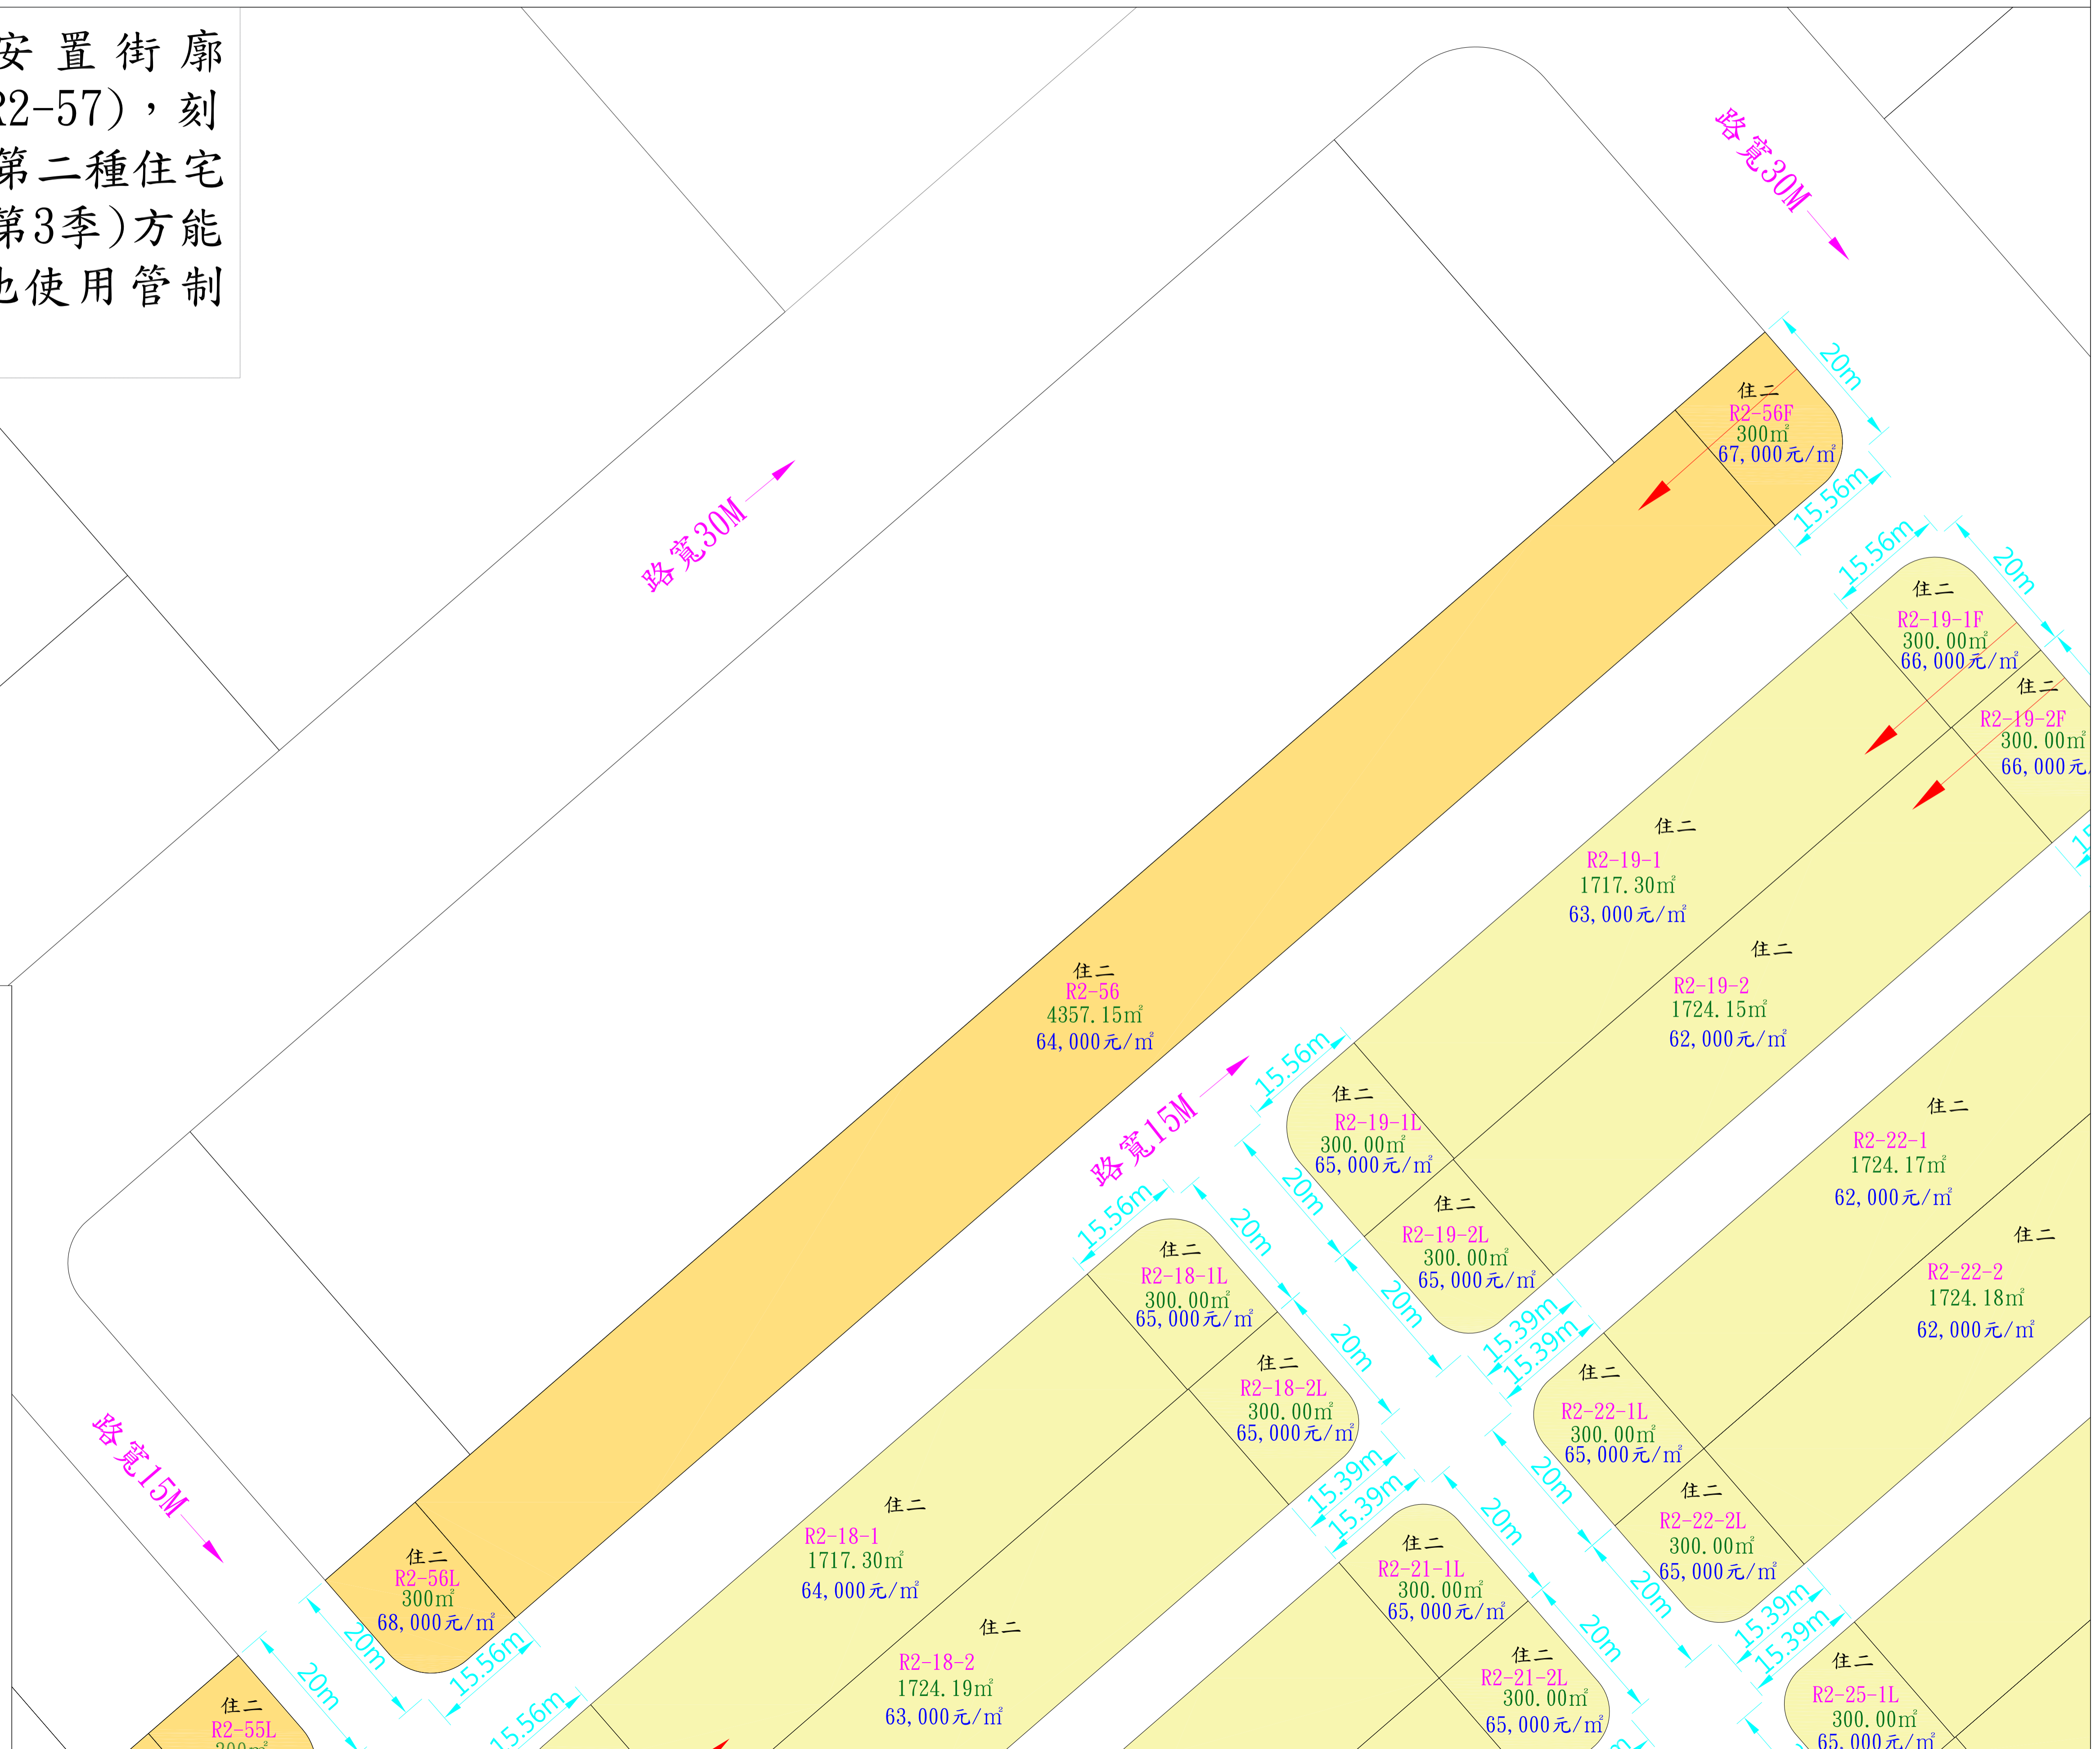 安置街廓
R2-57)，刻
第二種住宅
第3季)方能
也使用管制
路寬30M
20m
住二
R2-56F
300㎡
67,000元/㎡
15.56m
路寬30M
15.56m
20m
住二
R2-19-1F
300.00㎡
66,000元/㎡
住二
R2-19-2F
300.00㎡
66,000元/
住二
R2-19-1
1717.30㎡
63,000元/㎡
住二
R2-19-2
1724.15㎡
62,000元/㎡
住二
R2-56
4357.15㎡
64,000元/㎡
路寬15M
15.56m
住二
R2-19-1L
300.00㎡
65,000元/㎡
20m
住二
R2-19-2L
300.00㎡
65,000元/㎡
20m
15.39m
15.39m
住二
R2-22-1
1724.17㎡
62,000元/㎡
住二
R2-22-2
1724.18㎡
62,000元/㎡
15.56m
20m
住二
R2-18-1L
300.00㎡
65,000元/㎡
20m
住二
R2-18-2L
300.00㎡
65,000元/㎡
15.39m
15.39m
住二
R2-22-1L
300.00㎡
65,000元/㎡
20m
住二
R2-22-2L
300.00㎡
65,000元/㎡
20m
15.39m
15.39m
路寬15M
住二
R2-56L
300㎡
68,000元/㎡
20m
15.56m
住二
R2-18-1
1717.30㎡
64,000元/㎡
住二
R2-18-2
1724.19㎡
63,000元/㎡
20m
住二
R2-21-1L
300.00㎡
65,000元/㎡
20m
住二
R2-21-2L
300.00㎡
65,000元/㎡
住二
R2-25-1L
300.00㎡
65,000元/㎡
20m
住二
R2-55L
300㎡
15.56m